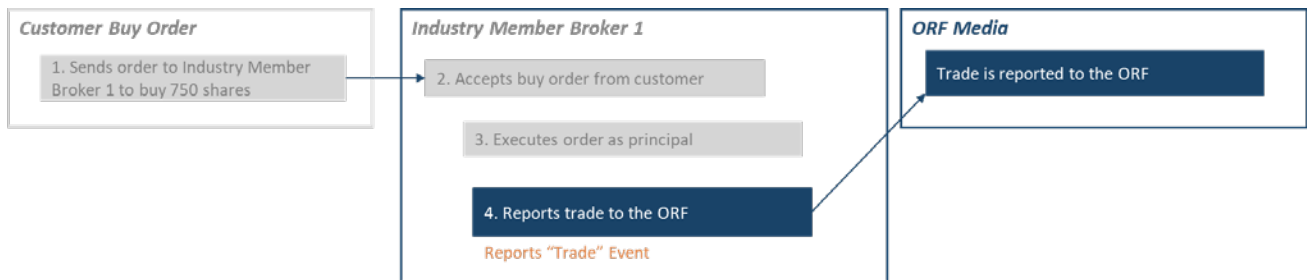 Customer Buy Order
1. Sends order to Industry Member
Broker 1 to buy 750 shares
Industry Member Broker 1
2. Accepts buy order from customer
3. Executes order as principal
4. Reports trade to the ORF
Reports “Trade” Event
ORF Media
Trade is reported to the ORF